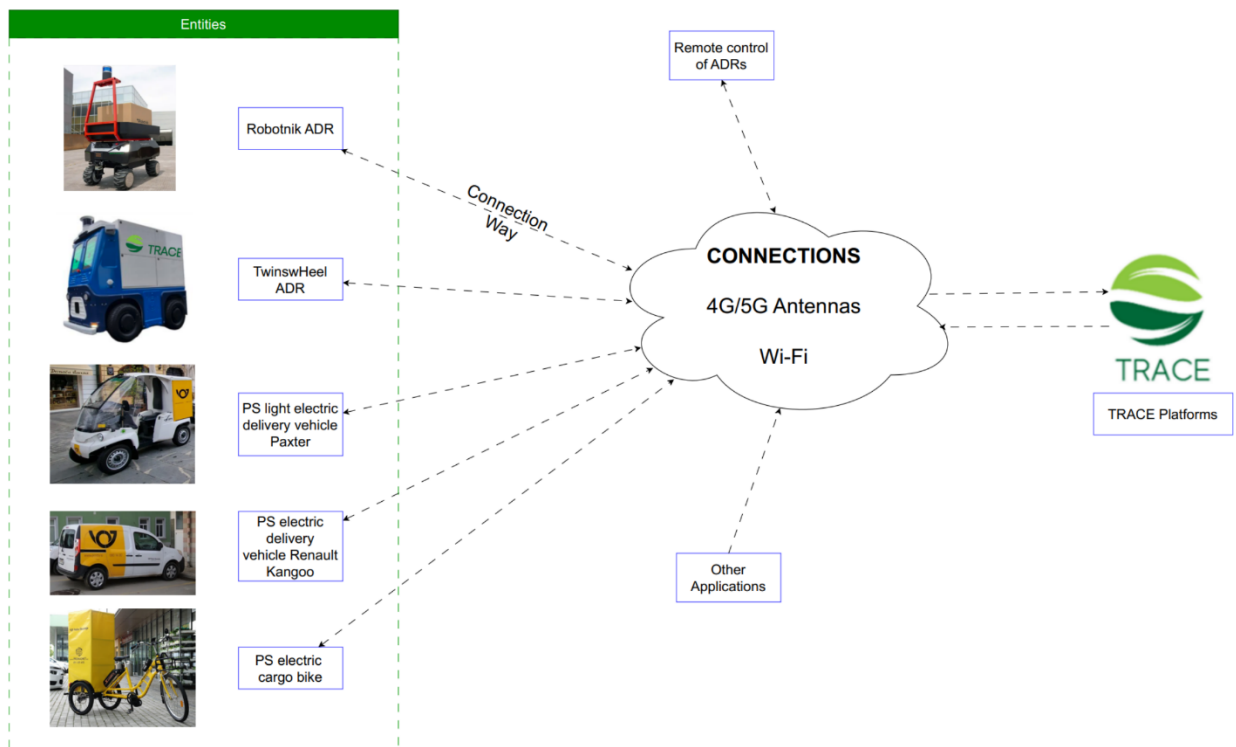 Entities
Robotnik ADR
TRACE
TwinswHeel
ADR
PS light electric
delivery vehicle
Paxter
PS electric
delivery
vehicle Renault
Kangoo
PS electric
cargo bike
Connection
Way
Remote control
of ADRs
CONNECTIONS
4G/5G Antennas
Wi-Fi
Other
Applications
TRACE
TRACE Platforms